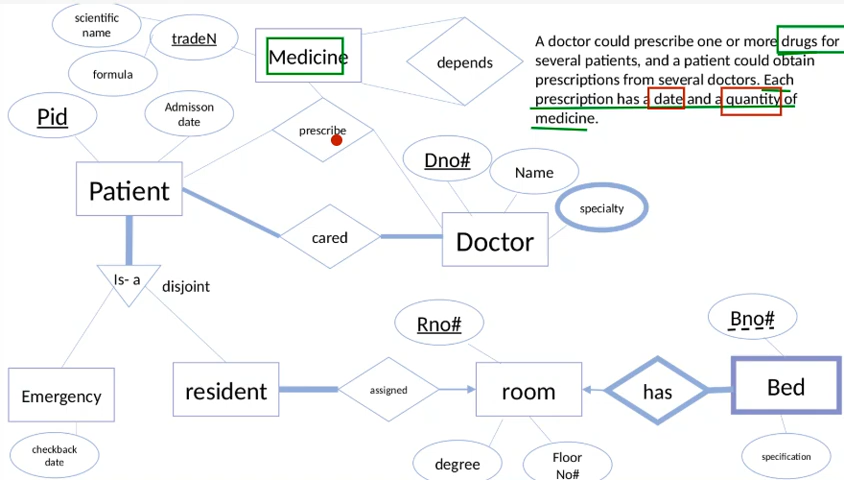 scientific
name
tradeN
formula
Medicine
depends
A doctor could prescribe one or more drugs for
several patients, and a patient could obtain
prescriptions from several doctors. Each
prescription has a date and a quantity of
medicine.
Pid
Admisson
date
prescribe
Dno#
Name
specialty
Patient
cared
Doctor
Is- a
disjoint
Rno#
Bno#
Emergency
resident
assigned
room
has
Bed
checkback
date
degree
Floor
No#
specification